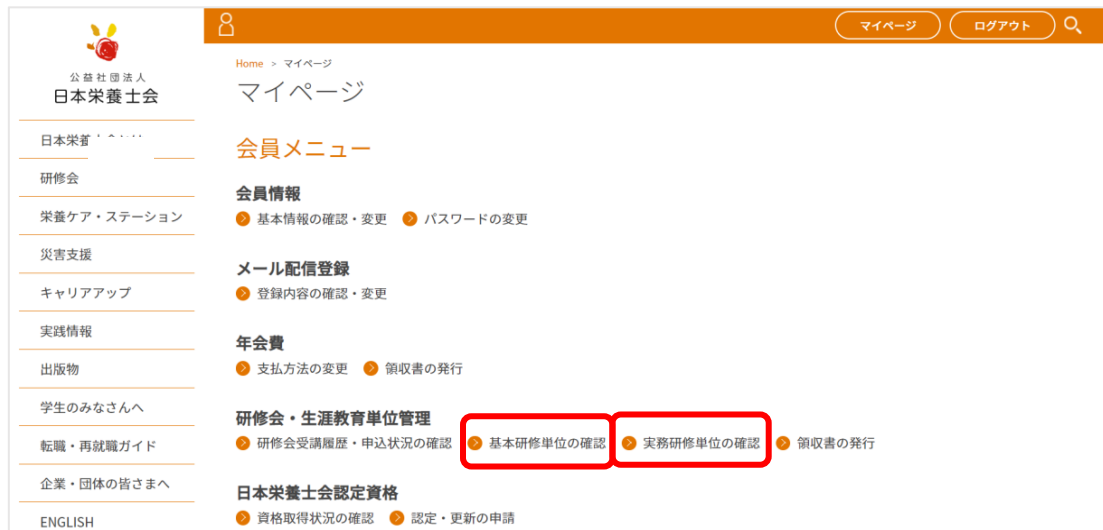 マイページ
ログアウト
公益社団法人
日本栄養士会
Home > マイページ
マイページ
日本栄養
研修会
栄養ケア・ステーション
災害支援
キャリアアップ
実践情報
出版物
学生のみなさんへ
転職・再就職ガイド
企業・団体の皆さまへ
ENGLISH
会員メニュー
会員情報
基本情報の確認・変更 パスワードの変更
メール配信登録
登録内容の確認・変更
年会費
支払方法の変更 領収書の発行
研修会・生涯教育単位管理
研修会受講履歴・申込状況の確認 基本研修単位の確認 実務研修単位の確認 領収書の発行
日本栄養士会認定資格
資格取得状況の確認 認定・更新の申請